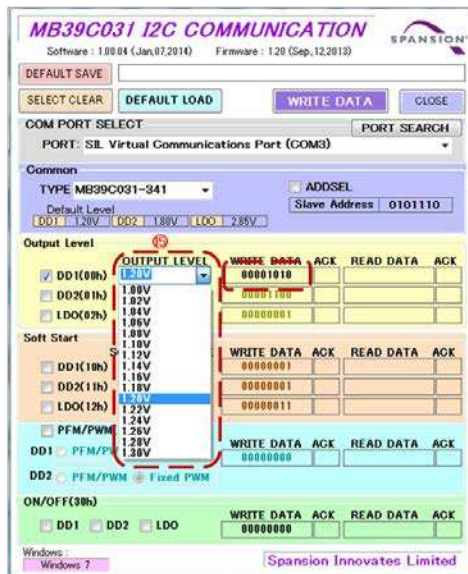 MB39C031 I2C COMMUNICATION
SPANSION
Software : 1.00.04 (Jan,07,2014) Firmware : 1.20 (Sep,12,2013)
DEFAULT SAVE
SELECT CLEAR DEFAULT LOAD WRITE DATA CLOSE
COM PORT SELECT PORT SEARCH
PORT: SIL Virtual Communications Port (COM3)
Common
TYPE MB39C031-341 ADDSEL
Default Level Slave Address 0101110
DD1 1.20V DD2 1.80V LDO 2.85V
Output Level ⑮
OUTPUT LEVEL WRITE DATA ACK READ DATA ACK
DD1(00h) 1.20V 00001010
DD2(01h) 00001100
LDO(02h) 00000001
1.00V
1.02V
1.04V
1.06V
1.08V
1.10V
1.12V
1.14V
1.16V
1.18V
1.20V
1.22V
1.24V
1.26V
1.28V
1.30V
Soft Start
S WRITE DATA ACK READ DATA ACK
DD1(10h) 00000001
DD2(11h) 00000001
LDO(12h) 00000011
PFM/PWM
WRITE DATA ACK READ DATA ACK
DD1 PFM/PW 00000000
DD2 PFM/PWM Fixed PWM
ON/OFF(30h)
WRITE DATA ACK READ DATA ACK
DD1 DD2 LDO 00000000
Windows :
Windows 7 Spansion Innovates Limited